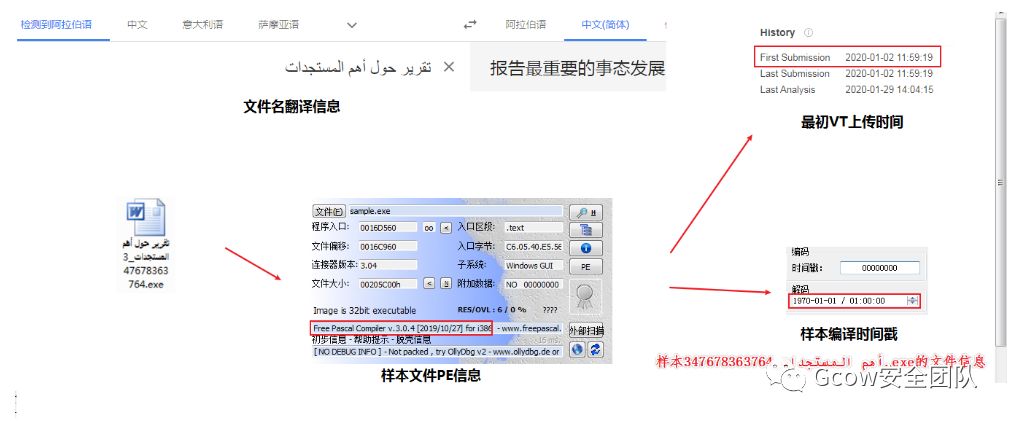 检测到阿拉伯语 中文 意大利语 萨摩亚语 阿拉伯语 中文(简体)
تقرير حول أهم المستجدات ×
报告最重要的事态发展
文件名翻译信息
History
First Submission 2020-01-02 11:59:19
Last Submission 2020-01-02 11:59:19
Last Analysis 2020-01-29 14:04:15
最初VT上传时间
تقرير حول أهم
المستجدات_3
47678363
764.exe
文件(F) sample.exe
程序入口: 0016D560 oo < 入口区段: .text
文件偏移: 0016C960 入口字节: C6.05.40.E5.5E
连接器版本: 3.04 子系统: Windows GUI PE
文件大小: 00205C00h < 附加数据: NO 00000000
Image is 32bit executable RES/OVL : 6 / 0 % ????
Free Pascal Compiler v.3.0.4 [2019/10/27] for i386 - www.freepascal. 外部扫描
初步信息 - 帮助提示 - 脱壳信息 15 ms.
[ NO DEBUG INFO ] - Not packed , try OllyDbg v2 - www.ollydbg.de or
样本文件PE信息
编码
时间戳: 00000000
解码
1970-01-01 / 01:00:00
样本编译时间戳
样本347678363764_أهم المستجدات.exe的文件信息
Gcow安全团队